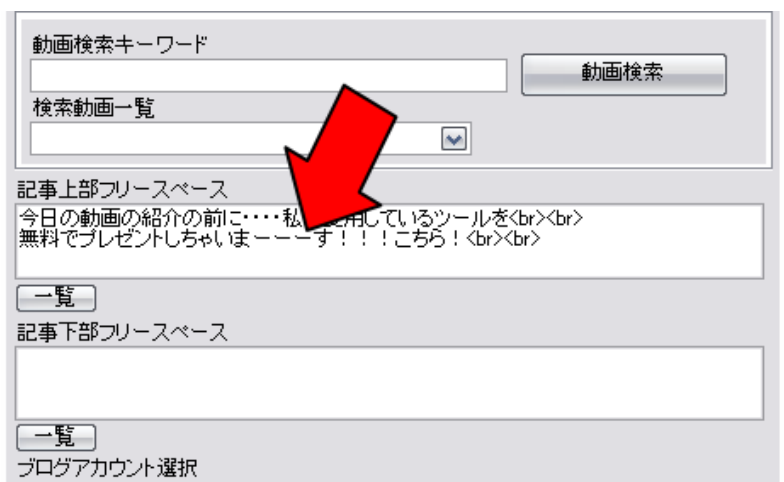 動画検索キーワード
動画検索
検索動画一覧
記事上部フリースペース
今日の動画の紹介の前に・・・・私 使用しているツールを<br><br>
無料でプレゼントしちゃいまーーーす！！！こちら！<br><br>
一覧
記事下部フリースペース
一覧
ブログアカウント選択